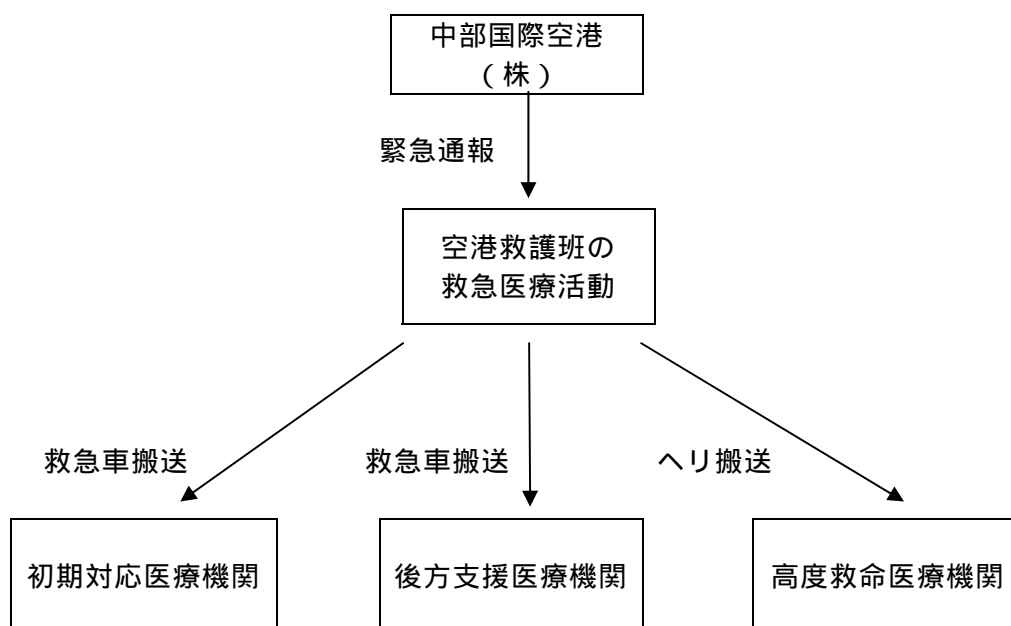 中部国際空港
（株）
緊急通報
空港救護班の
救急医療活動
救急車搬送
救急車搬送
ヘリ搬送
初期対応医療機関
後方支援医療機関
高度救命医療機関